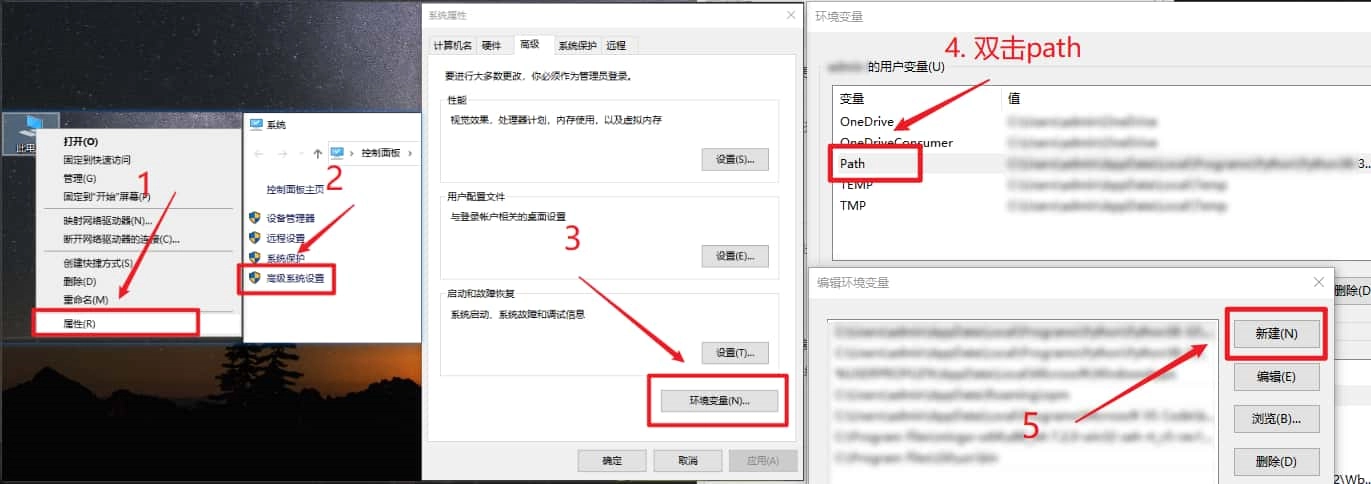 此电
打开(O)
固定到快速访问
管理(G)
固定到"开始"屏幕(P)
映射网络驱动器(N)...
断开网络驱动器的连接(C)...
创建快捷方式(S)
删除(D)
重命名(M)
属性(R)
1
系统
控制面板
控制面板主页
2
设备管理器
远程设置
系统保护
高级系统设置
系统属性
计算机名
硬件
高级
系统保护
远程
要进行大多数更改，你必须作为管理员登录。
性能
视觉效果，处理器计划，内存使用，以及虚拟内存
设置(S)...
用户配置文件
与登录帐户相关的桌面设置
3
设置(E)...
启动和故障恢复
系统启动、系统故障和调试信息
设置(T)...
环境变量(N)...
确定
取消
应用(A)
环境变量
4. 双击path
的用户变量(U)
变量
值
OneDrive
OneDriveConsumer
Path
3...
TEMP
TMP
编辑环境变量
删除(D
新建(N)
编辑(E)
5
浏览(B)...
删除(D)
2\Wb...